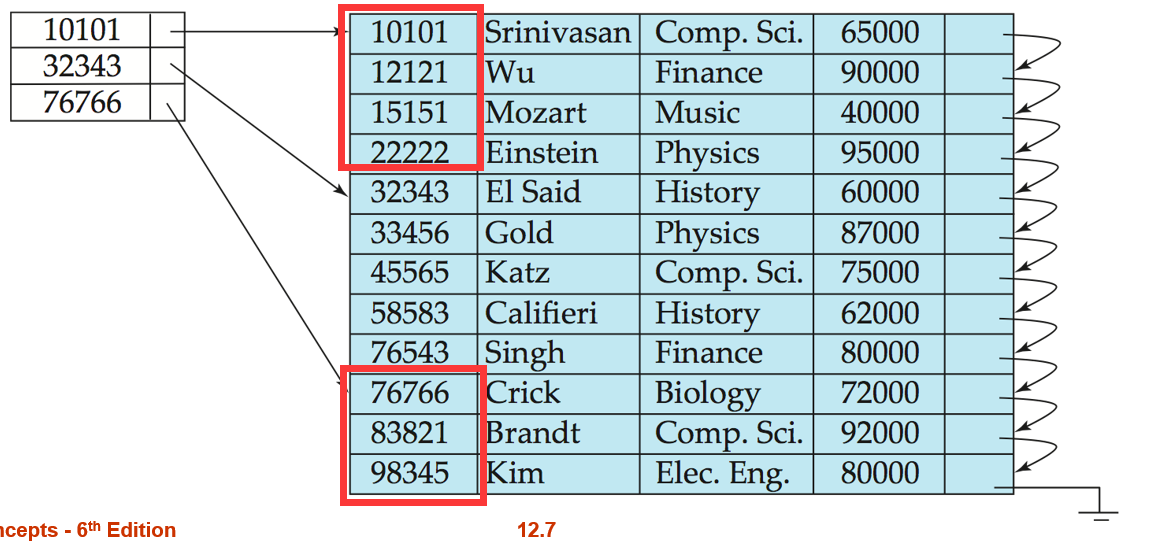 10101
32343
76766
10101 Srinivasan Comp. Sci. 65000
12121 Wu Finance 90000
15151 Mozart Music 40000
22222 Einstein Physics 95000
32343 El Said History 60000
33456 Gold Physics 87000
45565 Katz Comp. Sci. 75000
58583 Califieri History 62000
76543 Singh Finance 80000
76766 Crick Biology 72000
83821 Brandt Comp. Sci. 92000
98345 Kim Elec. Eng. 80000
ncepts - 6th Edition 12.7